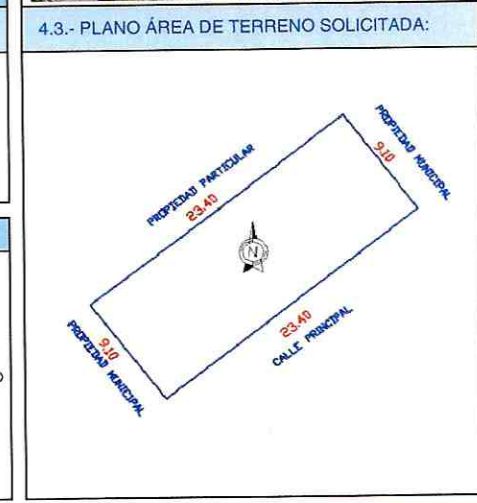 4.3.- PLANO ÁREA DE TERRENO SOLICITADA:
PROPIEDAD PARTICULAR
23.40
PROPIEDAD MUNICIPAL
9.10
N
PROPIEDAD MUNICIPAL
9.10
23.40
CALLE PRINCIPAL